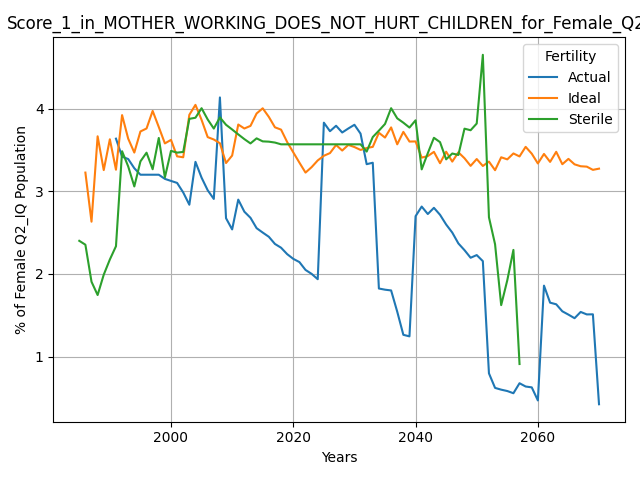 Score_1_in_MOTHER_WORKING_DOES_NOT_HURT_CHILDREN_for_Female_Q2
Fertility
Actual
Ideal
Sterile
% of Female Q2_IQ Population
4
3
2
1
2000 2020 2040 2060
Years